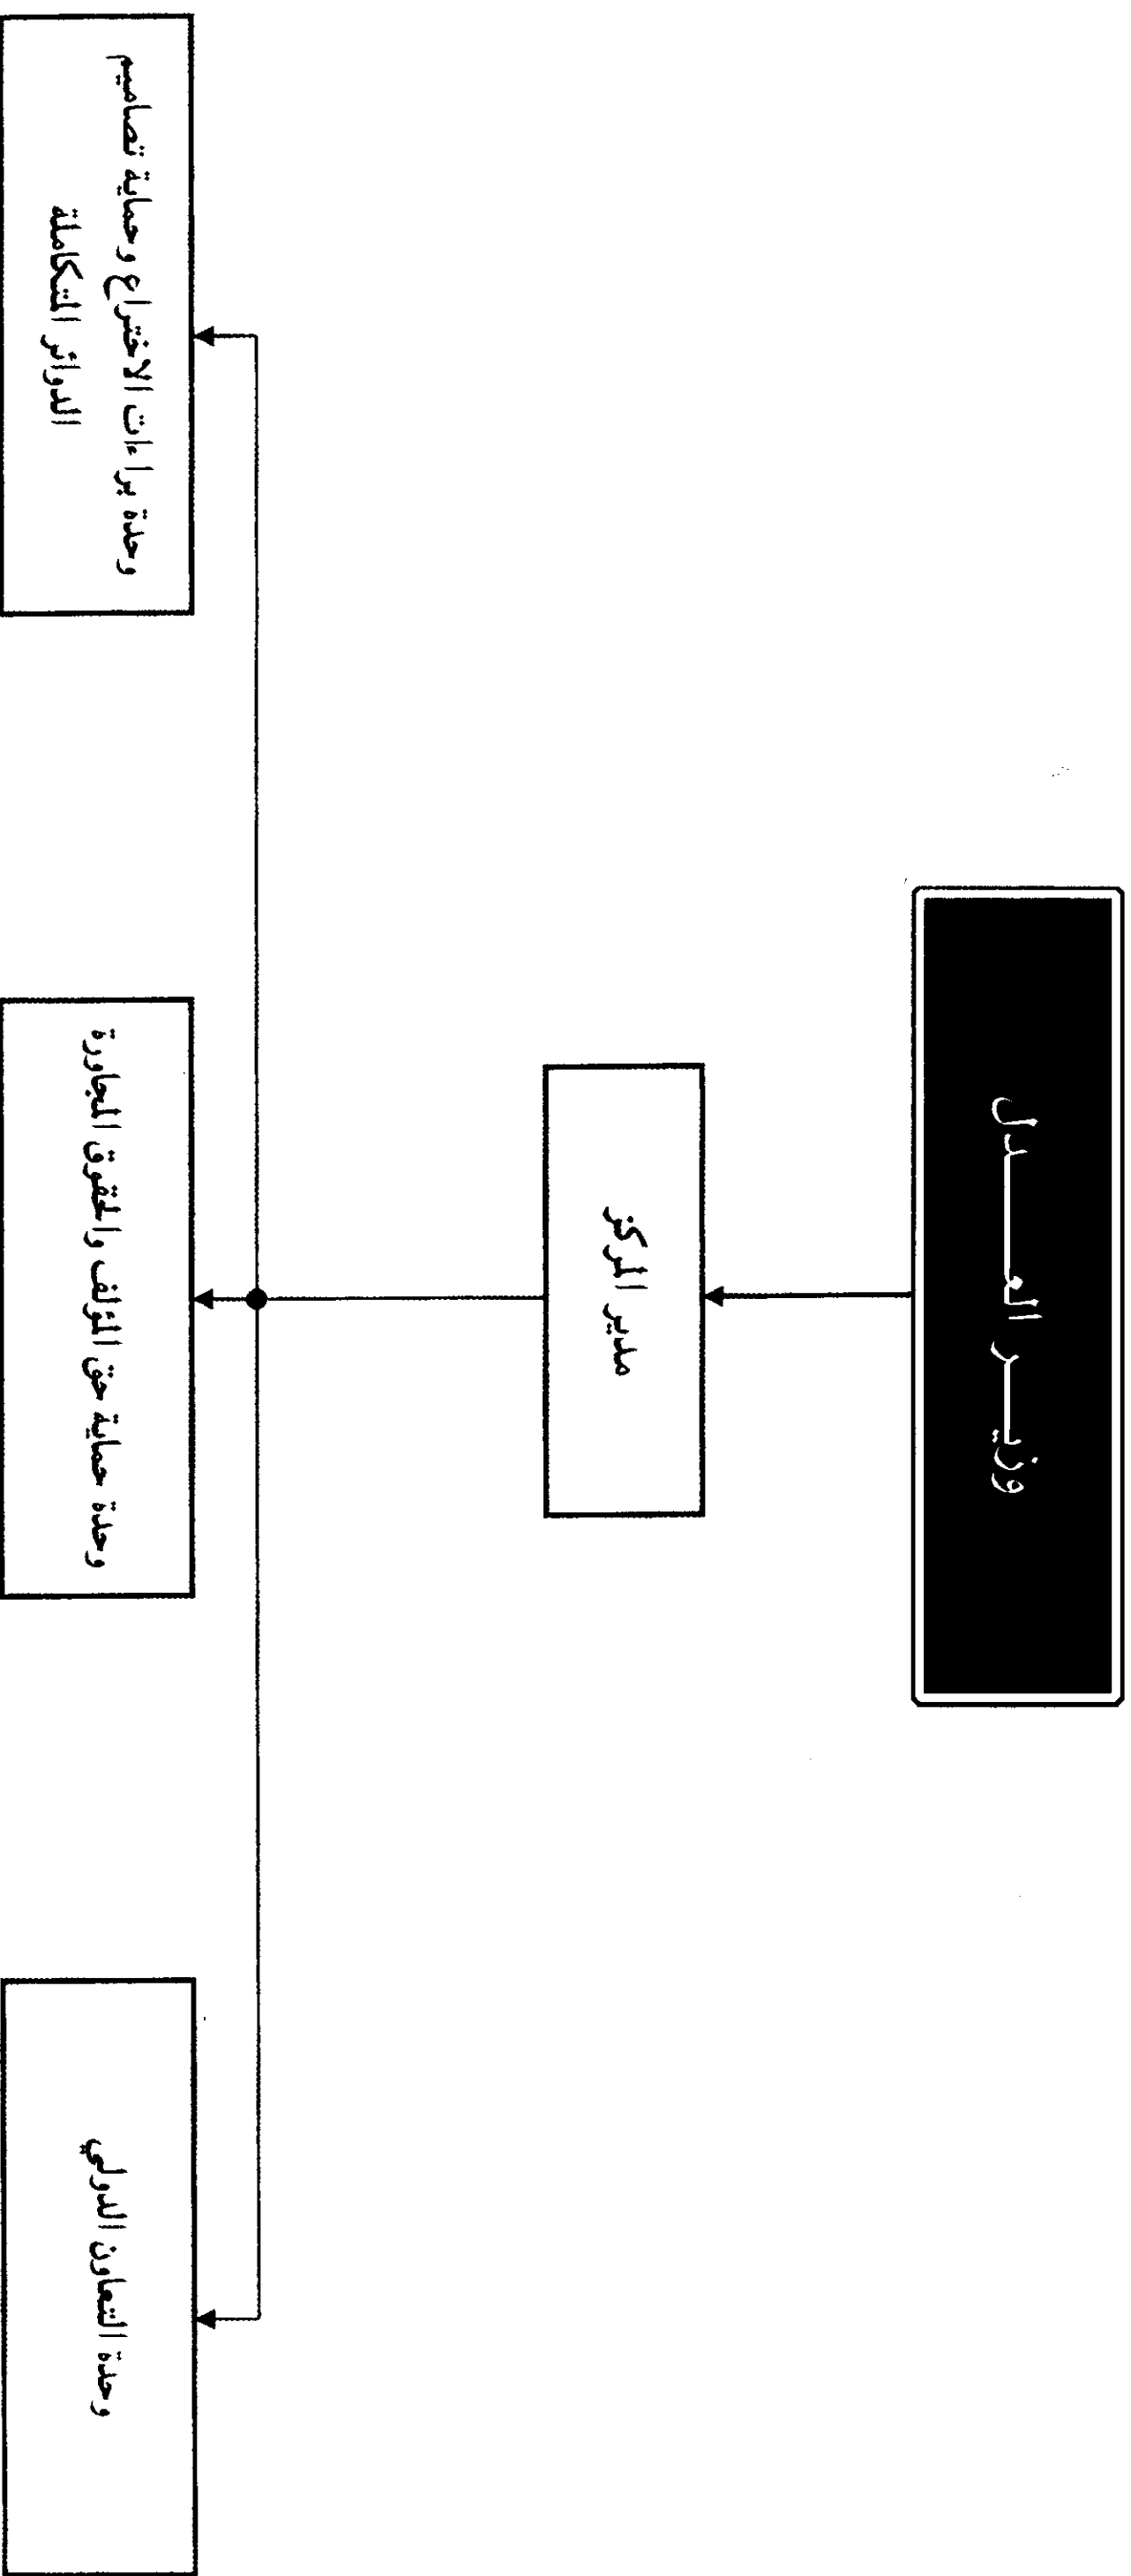 وزيـــر العـــــدل
مدير المركز
وحدة براءات الاختراع وحماية تصاميم
الدوائر المتكاملة
وحدة حماية حق المؤلف والحقوق المجاورة
وحدة التعاون الدولي